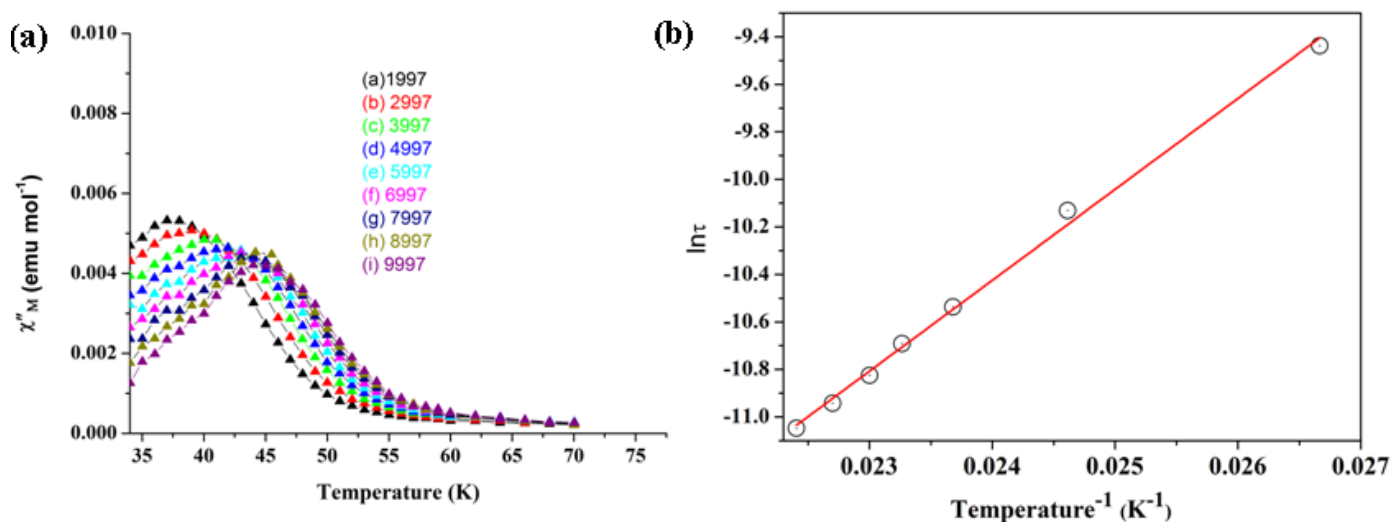 (a)
0.010
0.008
0.006
0.004
0.002
0.000
χ″M (emu mol-1)
35 40 45 50 55 60 65 70 75
Temperature (K)
(a)1997
(b) 2997
(c) 3997
(d) 4997
(e) 5997
(f) 6997
(g) 7997
(h) 8997
(i) 9997
(b)
-9.4
-9.6
-9.8
-10.0
-10.2
-10.4
-10.6
-10.8
-11.0
lnτ
0.023 0.024 0.025 0.026 0.027
Temperature-1 (K-1)